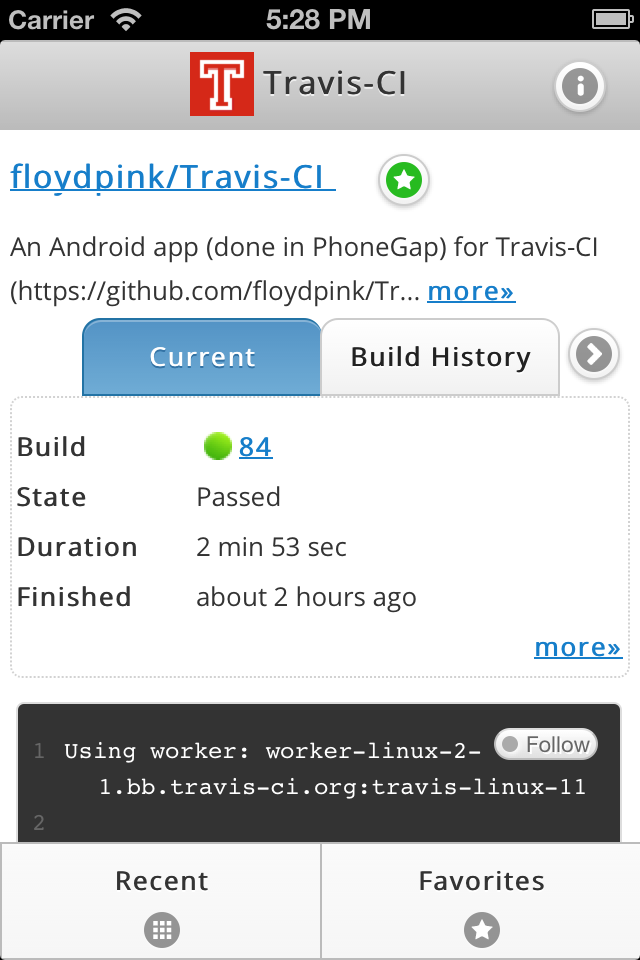 Carrier 5:28 PM
T Travis-CI
floydpink/Travis-CI
An Android app (done in PhoneGap) for Travis-CI
(https://github.com/floydpink/Tr... more»
Current Build History
Build 84
State Passed
Duration 2 min 53 sec
Finished about 2 hours ago
more»
1 Using worker: worker-linux-2- Follow
1.bb.travis-ci.org:travis-linux-11
2
Recent Favorites